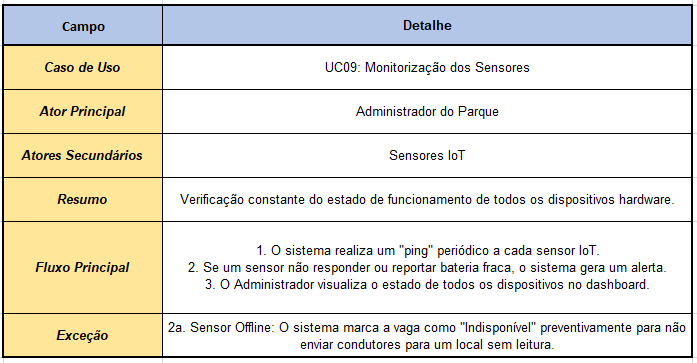 Campo Detalhe
Caso de Uso UC09: Monitorização dos Sensores
Ator Principal Administrador do Parque
Atores Secundários Sensores IoT
Resumo Verificação constante do estado de funcionamento de todos os dispositivos hardware.
Fluxo Principal
1. O sistema realiza um "ping" periódico a cada sensor IoT.
2. Se um sensor não responder ou reportar bateria fraca, o sistema gera um alerta.
3. O Administrador visualiza o estado de todos os dispositivos no dashboard.
Exceção
2a. Sensor Offline: O sistema marca a vaga como "Indisponível" preventivamente para não
enviar condutores para um local sem leitura.